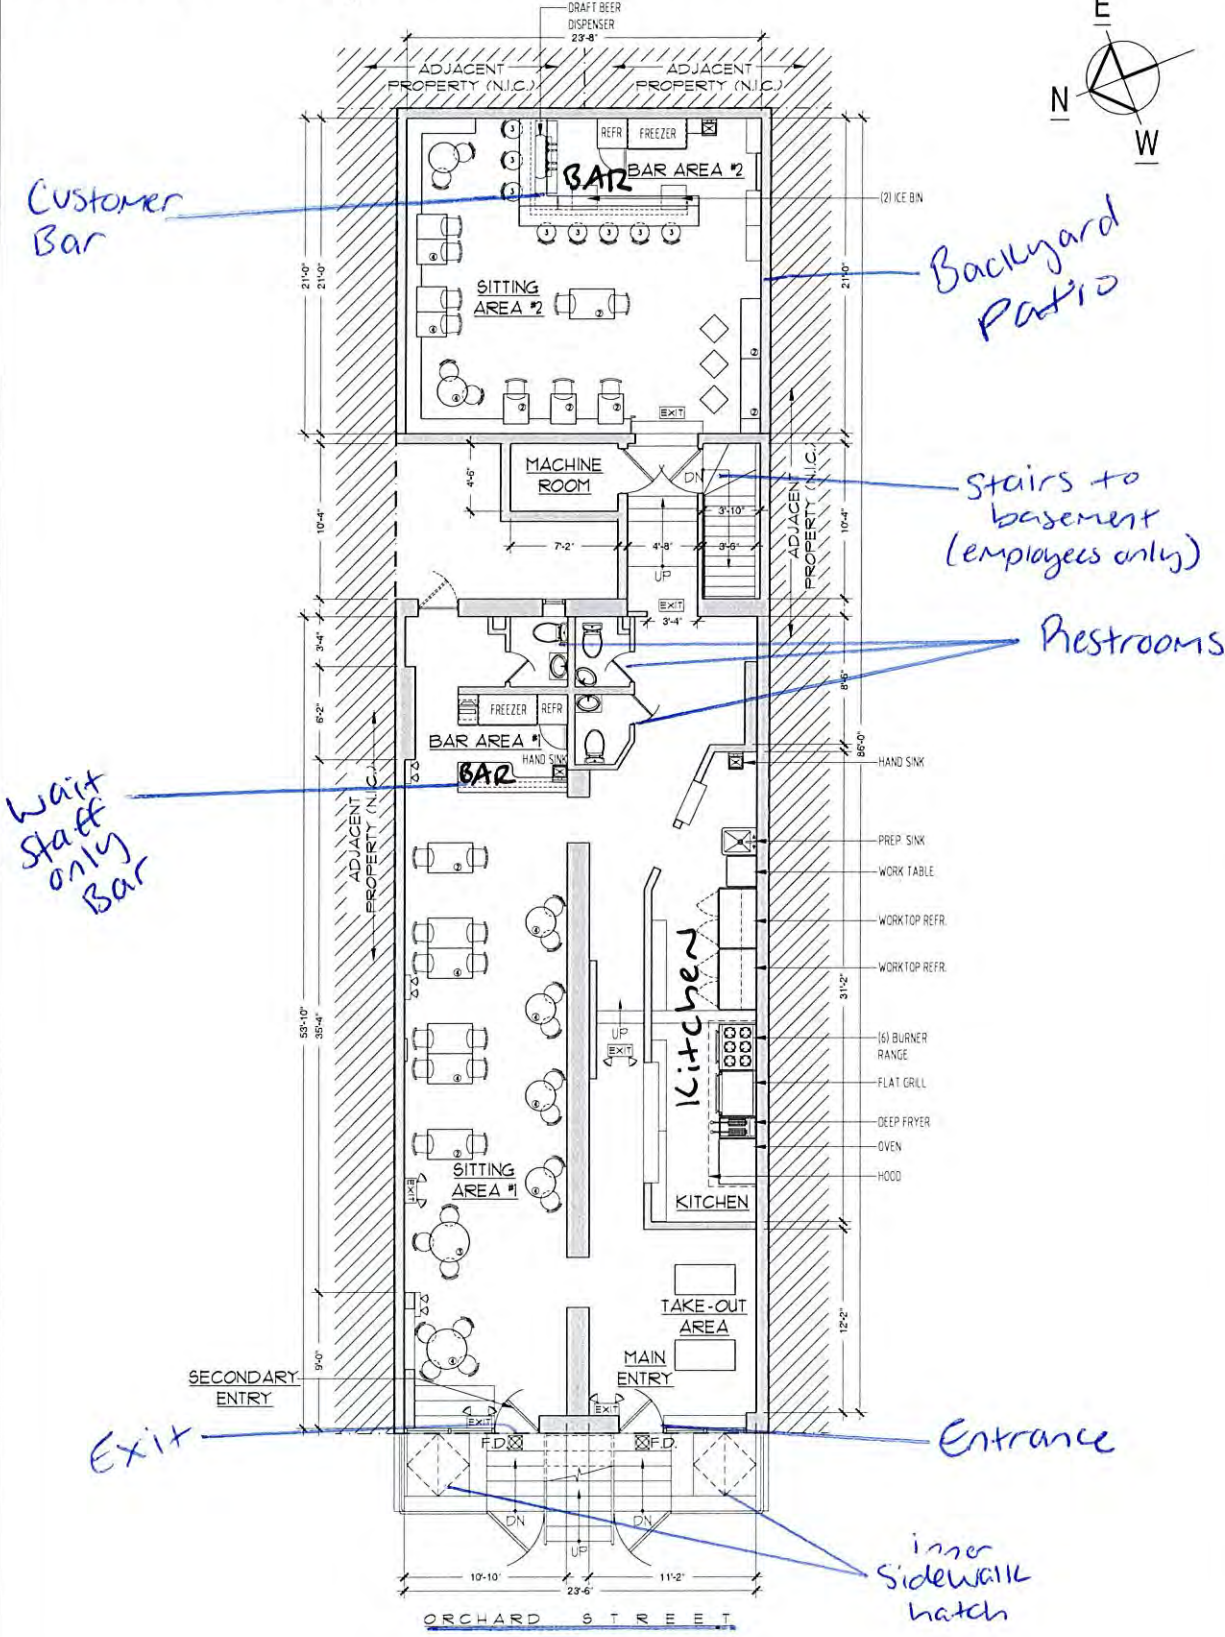 DRAFT BEER
DISPENSER
23'-8"
E
N
W
ADJACENT
PROPERTY (N.I.C.)
ADJACENT
PROPERTY (N.I.C.)
REFR
FREEZER
BAR AREA #2
BAR
Customer
Bar
(2) ICE BIN
21'-0"
21'-0"
21'-0"
Backyard
Patio
SITTING
AREA #2
EXIT
MACHINE
ROOM
DN
4'-6"
3'-10"
7'-2"
4'-8"
3'-6"
UP
10'-4"
10'-4"
ADJACENT
PROPERTY (N.I.C.)
Stairs to
basement
(employees only)
EXIT
3'-4"
3'-4"
Restrooms
6'-2"
8'-6"
86'-0"
FREEZER
REFR
BAR AREA #1
HAND SINK
BAR
wait
staff
only
Bar
ADJACENT
PROPERTY (N.I.C.)
HAND SINK
PREP. SINK
WORK TABLE
WORKTOP REFR.
WORKTOP REFR.
Kitchen
UP
EXIT
31'-2"
53'-10"
35'-4"
(6) BURNER
RANGE
FLAT GRILL
DEEP FRYER
OVEN
HOOD
SITTING
AREA #1
EXIT
KITCHEN
TAKE-OUT
AREA
12'-2"
9'-0"
MAIN
ENTRY
SECONDARY
ENTRY
EXIT
EXIT
Exit
F.D.
F.D.
Entrance
DN
UP
DN
inner
Sidewalk
hatch
10'-10"
11'-2"
23'-6"
ORCHARD STREET